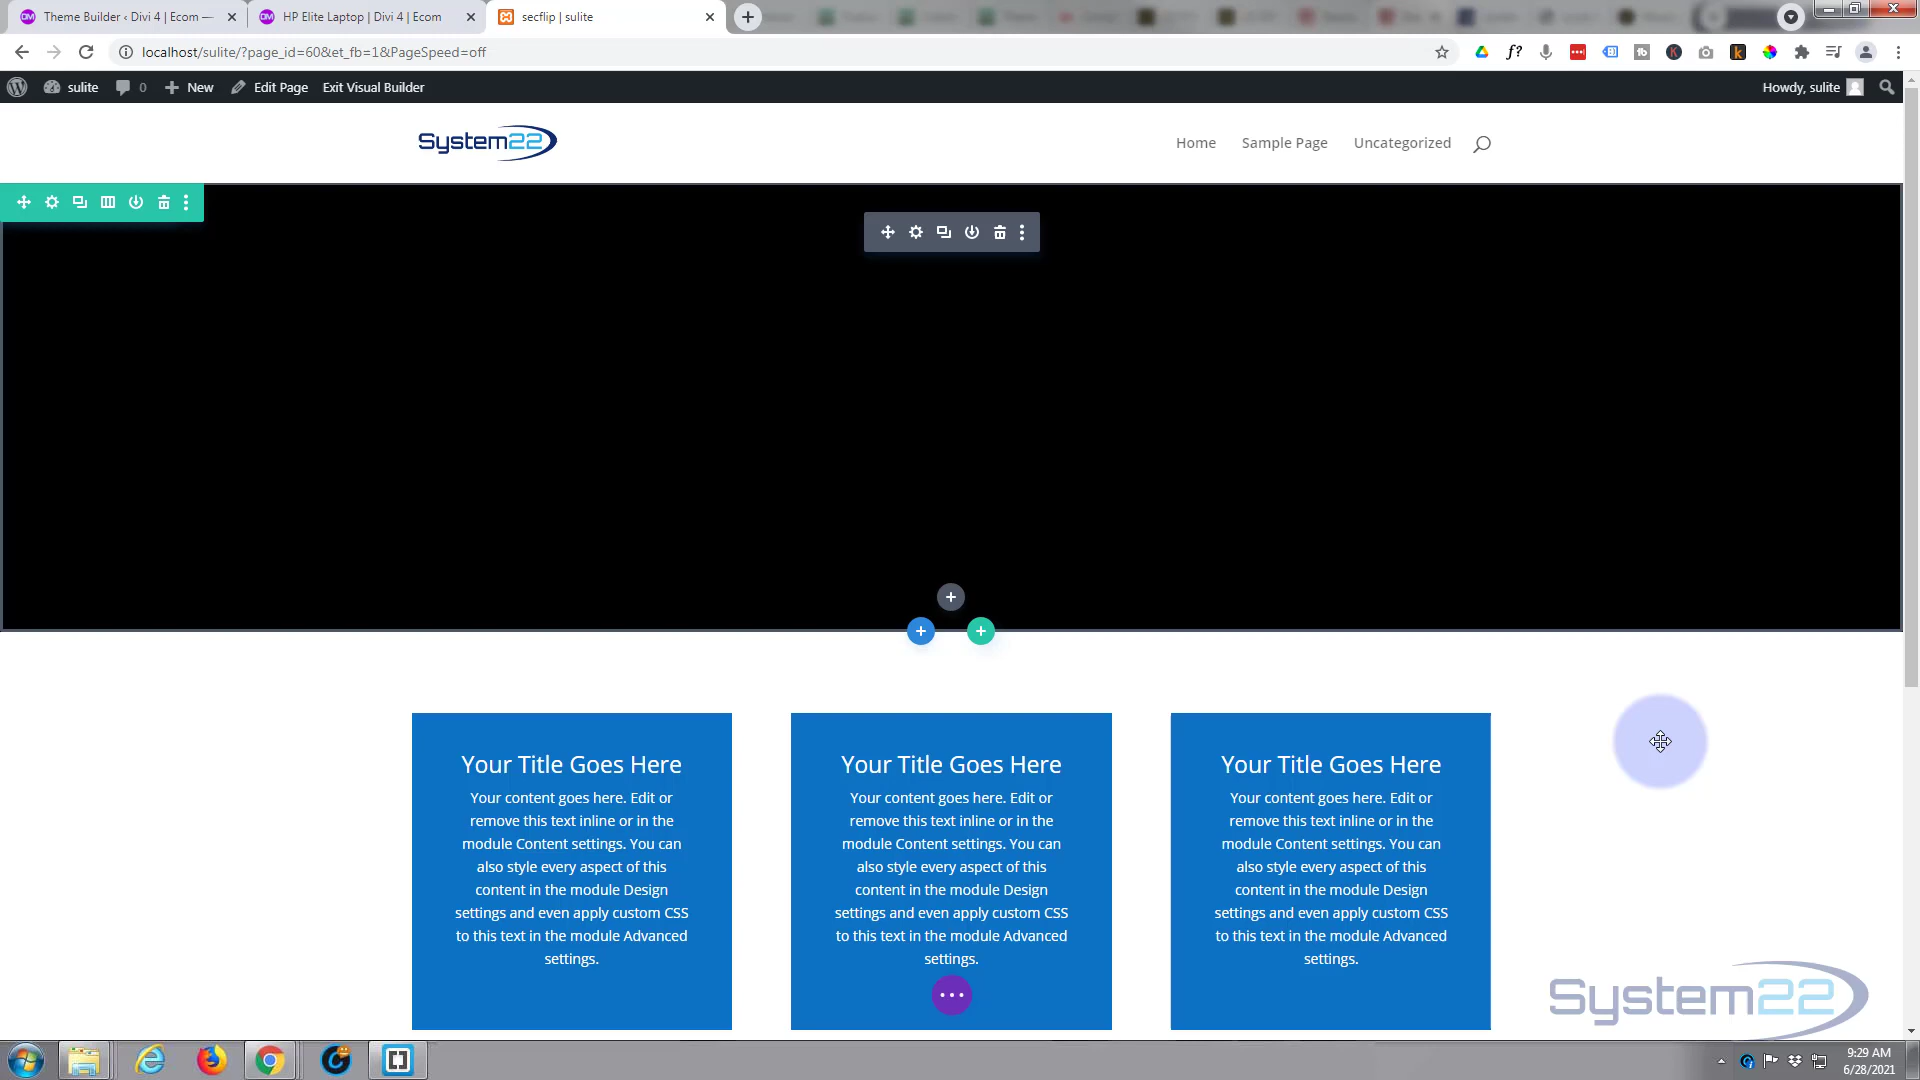 Theme Builder ‹ Divi 4 | Ecom —
HP Elite Laptop | Divi 4 | Ecom
secflip | sulite
localhost/sulite/?page_id=60&et_fb=1&PageSpeed=off
sulite
0
New
Edit Page
Exit Visual Builder
Howdy, sulite
System22
Home
Sample Page
Uncategorized
Your Title Goes Here
Your content goes here. Edit or
remove this text inline or in the
module Content settings. You can
also style every aspect of this
content in the module Design
settings and even apply custom CSS
to this text in the module Advanced
settings.
Your Title Goes Here
Your content goes here. Edit or
remove this text inline or in the
module Content settings. You can
also style every aspect of this
content in the module Design
settings and even apply custom CSS
to this text in the module Advanced
settings.
Your Title Goes Here
Your content goes here. Edit or
remove this text inline or in the
module Content settings. You can
also style every aspect of this
content in the module Design
settings and even apply custom CSS
to this text in the module Advanced
settings.
System22
9:29 AM
6/28/2021